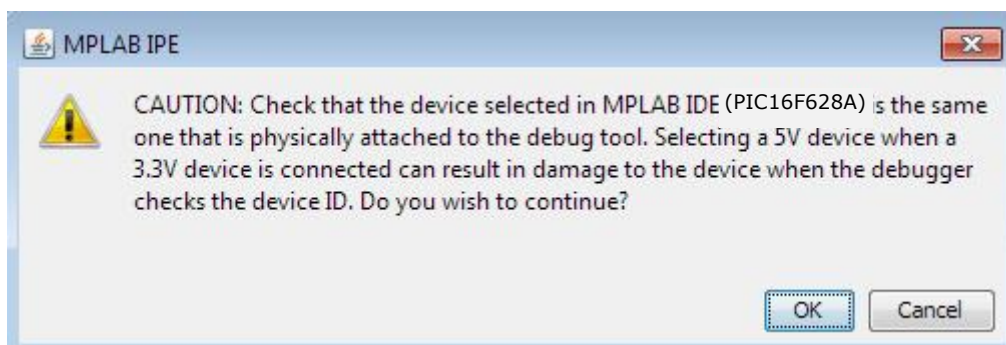 MPLAB IPE
CAUTION: Check that the device selected in MPLAB IDE (PIC16F628A) is the same
one that is physically attached to the debug tool. Selecting a 5V device when a
3.3V device is connected can result in damage to the device when the debugger
checks the device ID. Do you wish to continue?
OK Cancel